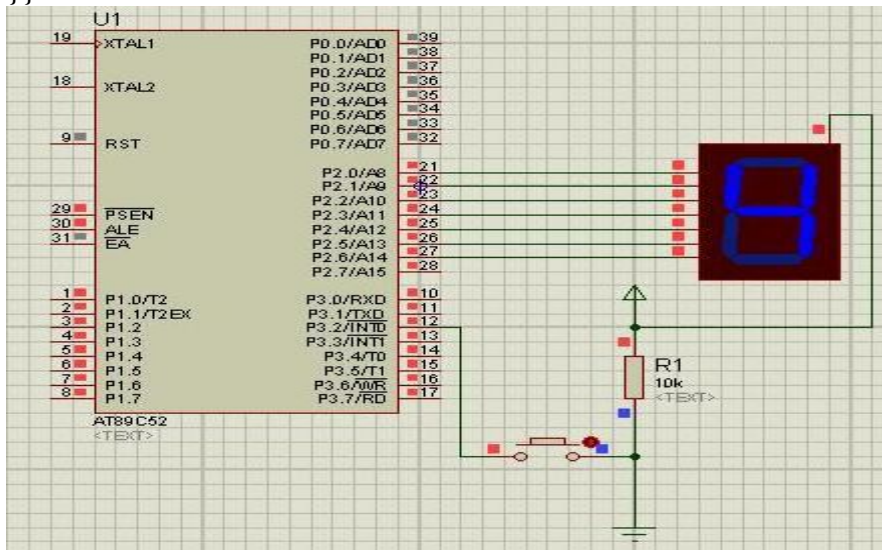 U1
19 XTAL1 P0.0/AD0 39
P0.1/AD1 38
18 XTAL2 P0.2/AD2 37
P0.3/AD3 36
P0.4/AD4 35
P0.5/AD5 34
P0.6/AD6 33
9 RST P0.7/AD7 32
P2.0/A8 21
P2.1/A9 22
P2.2/A10 23
29 PSEN P2.3/A11 24
30 ALE P2.4/A12 25
31 EA P2.5/A13 26
P2.6/A14 27
P2.7/A15 28
1 P1.0/T2 P3.0/RXD 10
2 P1.1/T2EX P3.1/TXD 11
3 P1.2 P3.2/INT0 12
4 P1.3 P3.3/INT1 13
5 P1.4 P3.4/T0 14
6 P1.5 P3.5/T1 15
7 P1.6 P3.6/WR 16
8 P1.7 P3.7/RD 17
AT89C52
<TEXT>
9
R1
10k
<TEXT>